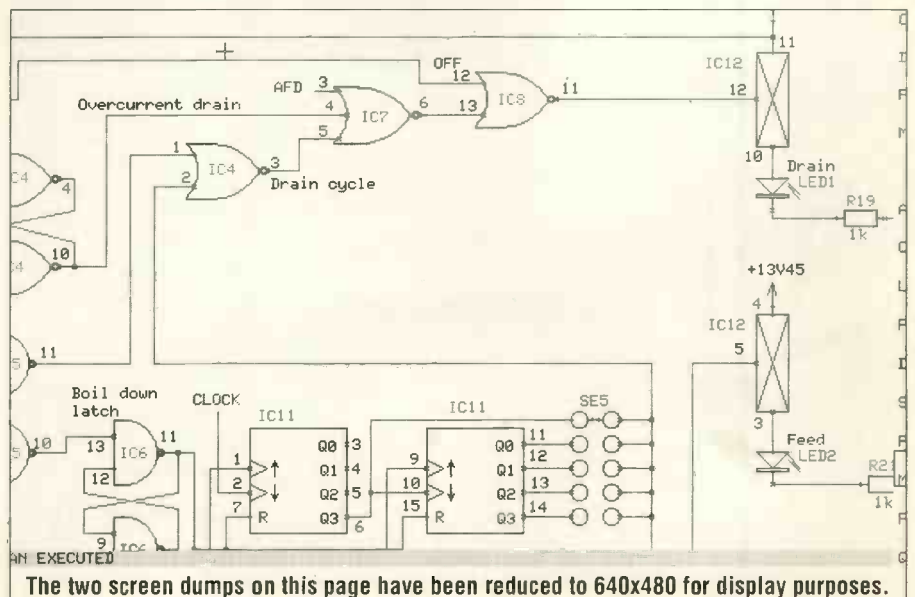 11
IC12
OFF
12
AFD
3
IC8
11
12
4
IC7
6
13
Overcurrent drain
5
10
1
IC4
3
2
Drain cycle
Drain
LED1
4
R19
1k
10
+13V45
4
IC12
5
11
Boil down
latch
CLOCK
IC11
IC11
SE5
3
10
13
IC6
11
12
Q0
3
Q0
11
1
Q1
4
9
Q1
12
2
Q2
5
10
Q2
13
7
R
Q3
6
15
R
Q3
14
Feed
LED2
R21
1k
9
IC6
AN EXECUTED
The two screen dumps on this page have been reduced to 640x480 for display purposes.